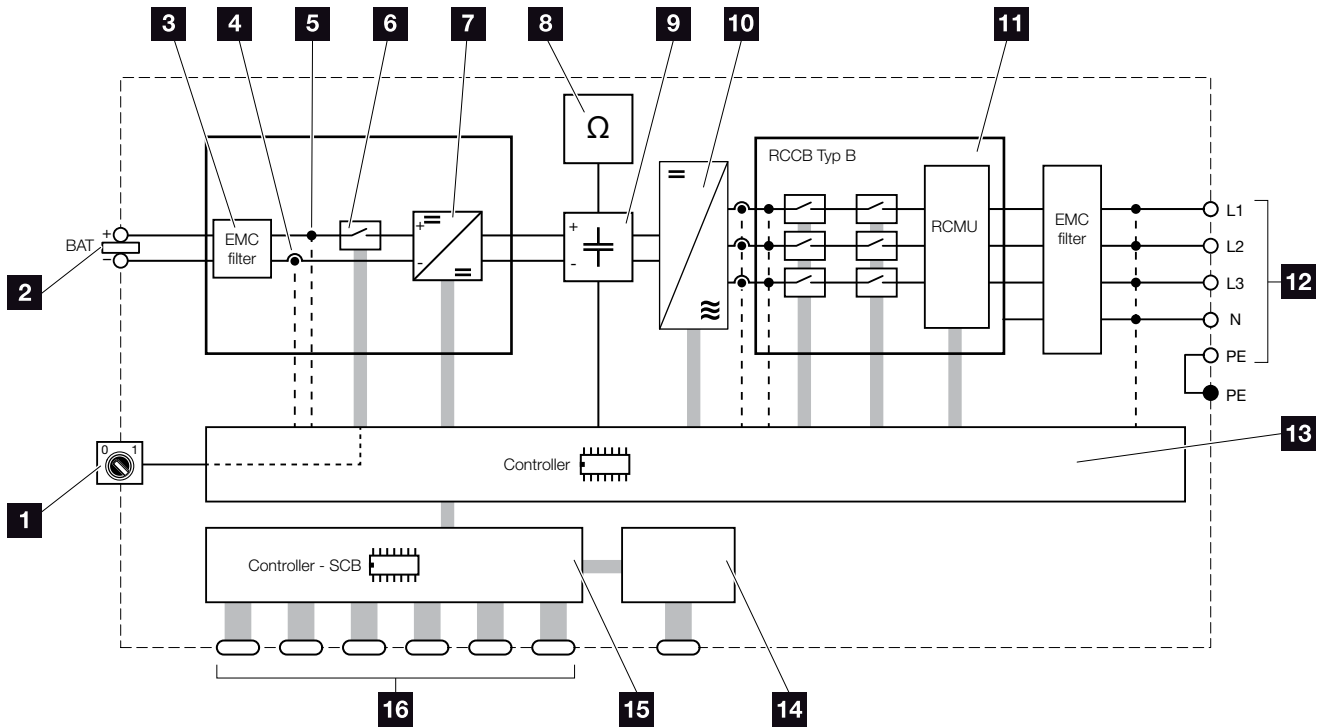 3 4 5 6 7 8 9 10 11
Ω
RCCB Typ B
+
BAT
−
2
EMC
filter
+ =
- =
+
-
=
≋
RCMU
EMC
filter
L1
L2
L3
N
PE
PE
12
0 1
1
Controller
13
Controller - SCB
16 15 14